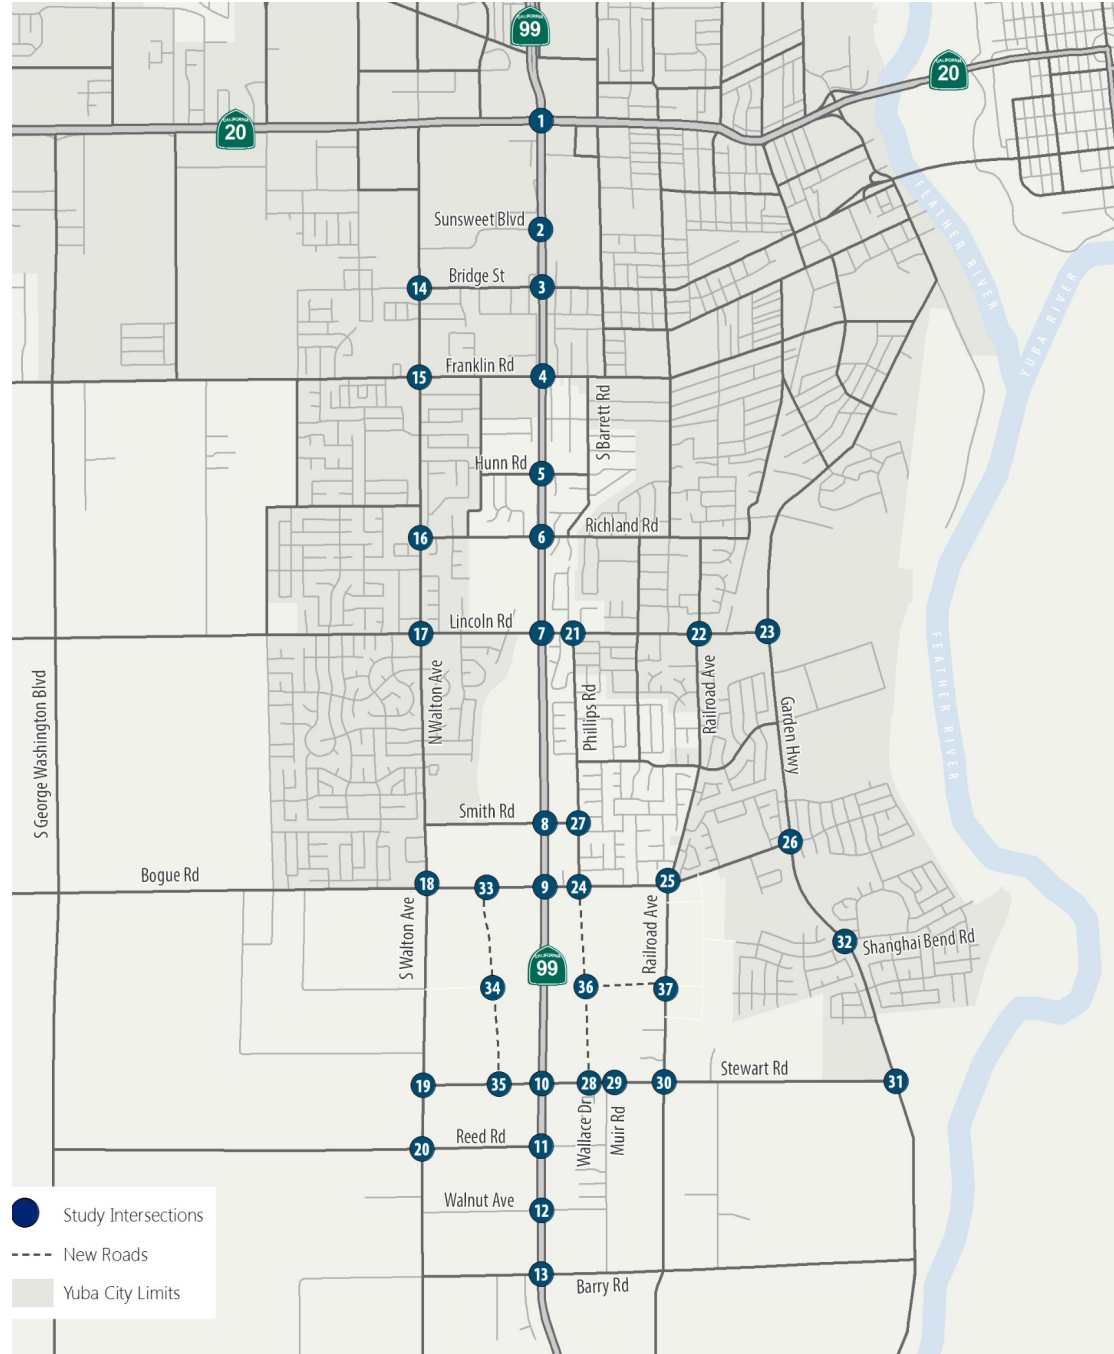 CALIFORNIA
99
CALIFORNIA
20
CALIFORNIA
20
1
Sunsweet Blvd
2
FEATHER RIVER
YUBA RIVER
Bridge St
14
3
Franklin Rd
15
4
S Barrett Rd
Hunn Rd
5
Richland Rd
16
6
Lincoln Rd
17
7
21
22
23
FEATHER RIVER
S George Washington Blvd
N Walton Ave
Phillips Rd
Railroad Ave
Garden Hwy
Smith Rd
8
27
26
Bogue Rd
18
33
9
24
25
S Walton Ave
CALIFORNIA
99
Railroad Ave
32
Shanghai Bend Rd
34
36
37
Stewart Rd
19
35
10
28
29
30
31
Wallace Dr
Muir Rd
Reed Rd
20
11
Walnut Ave
12
13
Barry Rd
Study Intersections
New Roads
Yuba City Limits